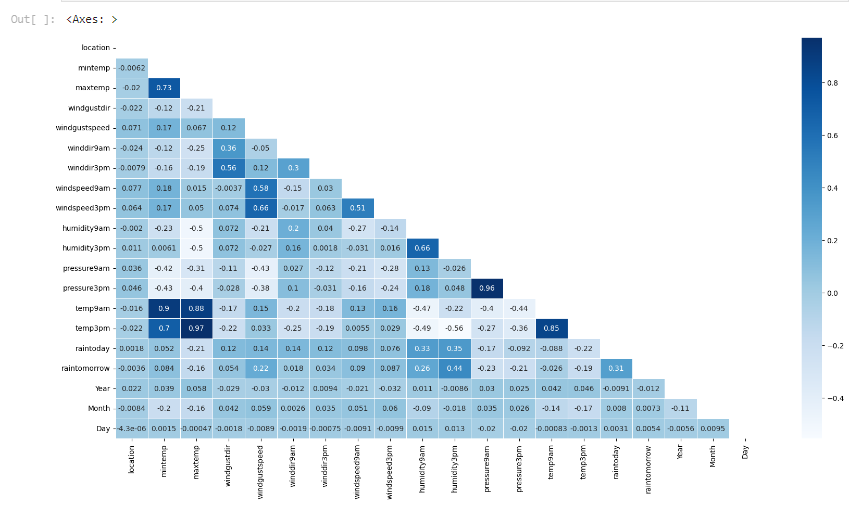 Out[ ]: <Axes: >
location
mintemp -0.0062
maxtemp -0.02 0.73
windgustdir -0.022 -0.12 -0.21
windgustspeed 0.071 0.17 0.067 0.12
winddir9am -0.024 -0.12 -0.25 0.36 -0.05
winddir3pm -0.0079 -0.16 -0.19 0.56 0.12 0.3
windspeed9am 0.077 0.18 0.015 -0.0037 0.58 -0.15 0.03
windspeed3pm 0.064 0.17 0.05 0.074 0.66 -0.017 0.063 0.51
humidity9am -0.002 -0.23 -0.5 0.072 -0.21 0.2 0.04 -0.27 -0.14
humidity3pm 0.011 0.0061 -0.5 0.072 -0.027 0.16 0.0018 -0.031 0.016 0.66
pressure9am 0.036 -0.42 -0.31 -0.11 -0.43 0.027 -0.12 -0.21 -0.28 0.13 -0.026
pressure3pm 0.046 -0.43 -0.4 -0.028 -0.38 0.1 -0.031 -0.16 -0.24 0.18 0.048 0.96
temp9am -0.016 0.9 0.88 -0.17 0.15 -0.2 -0.18 0.13 0.16 -0.47 -0.22 -0.4 -0.44
temp3pm -0.022 0.7 0.97 -0.22 0.033 -0.25 -0.19 0.0055 0.029 -0.49 -0.56 -0.27 -0.36 0.85
raintoday 0.0018 0.052 -0.21 0.12 0.14 0.14 0.12 0.098 0.076 0.33 0.35 -0.17 -0.092 -0.088 -0.22
raintomorrow -0.0036 0.084 -0.16 0.054 0.22 0.018 0.034 0.09 0.087 0.26 0.44 -0.23 -0.21 -0.026 -0.19 0.31
Year 0.022 0.039 0.058 -0.029 -0.03 -0.012 0.0094 -0.021 -0.032 0.011 -0.0086 0.03 0.025 0.042 0.046 -0.0091 -0.012
Month -0.0084 -0.2 -0.16 0.042 0.059 0.0026 0.035 0.051 0.06 -0.09 -0.018 0.035 0.026 -0.14 -0.17 0.008 0.0073 -0.11
Day -4.3e-06 0.0015 -0.00047 -0.0018 -0.0089 -0.0019 -0.00075 -0.0091 -0.0099 0.015 0.013 -0.02 -0.02 -0.00083 -0.0013 0.0031 0.0054 -0.0056 0.0095
location mintemp maxtemp windgustdir windgustspeed winddir9am winddir3pm windspeed9am windspeed3pm humidity9am humidity3pm pressure9am pressure3pm temp9am temp3pm raintoday raintomorrow Year Month Day
0.8
0.6
0.4
0.2
0.0
−0.2
−0.4